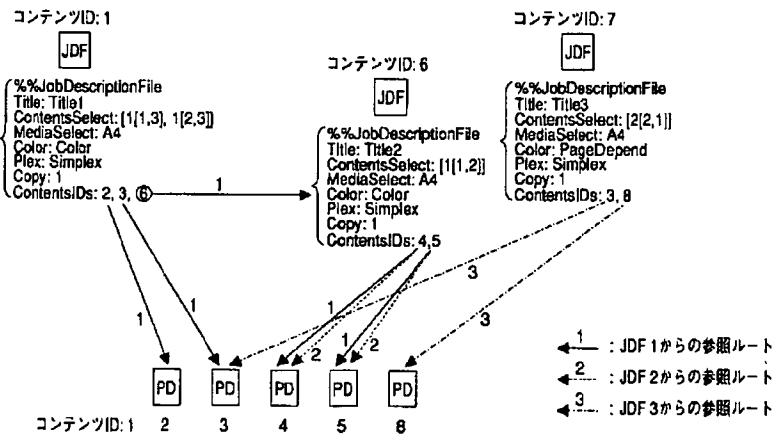 コンテンツID: 1
JDF
%%JobDescriptionFile
Title: Title1
ContentsSelect: [1[1,3], 1[2,3]]
MediaSelect: A4
Color: Color
Plex: Simplex
Copy: 1
ContentsIDs: 2, 3, ⑥
コンテンツID: 6
JDF
%%JobDescriptionFile
Title: Title2
ContentsSelect: [1[1,2]]
MediaSelect: A4
Color: Color
Plex: Simplex
Copy: 1
ContentsIDs: 4,5
コンテンツID: 7
JDF
%%JobDescriptionFile
Title: Title3
ContentsSelect: [2[2,1]]
MediaSelect: A4
Color: PageDepend
Plex: Simplex
Copy: 1
ContentsIDs: 3, 8
1
1
1
1
2
1
2
3
3
PD PD PD PD PD
コンテンツID: 1 2 3 4 5 8
1 : JDF 1からの参照ルート
2 : JDF 2からの参照ルート
3 : JDF 3からの参照ルート